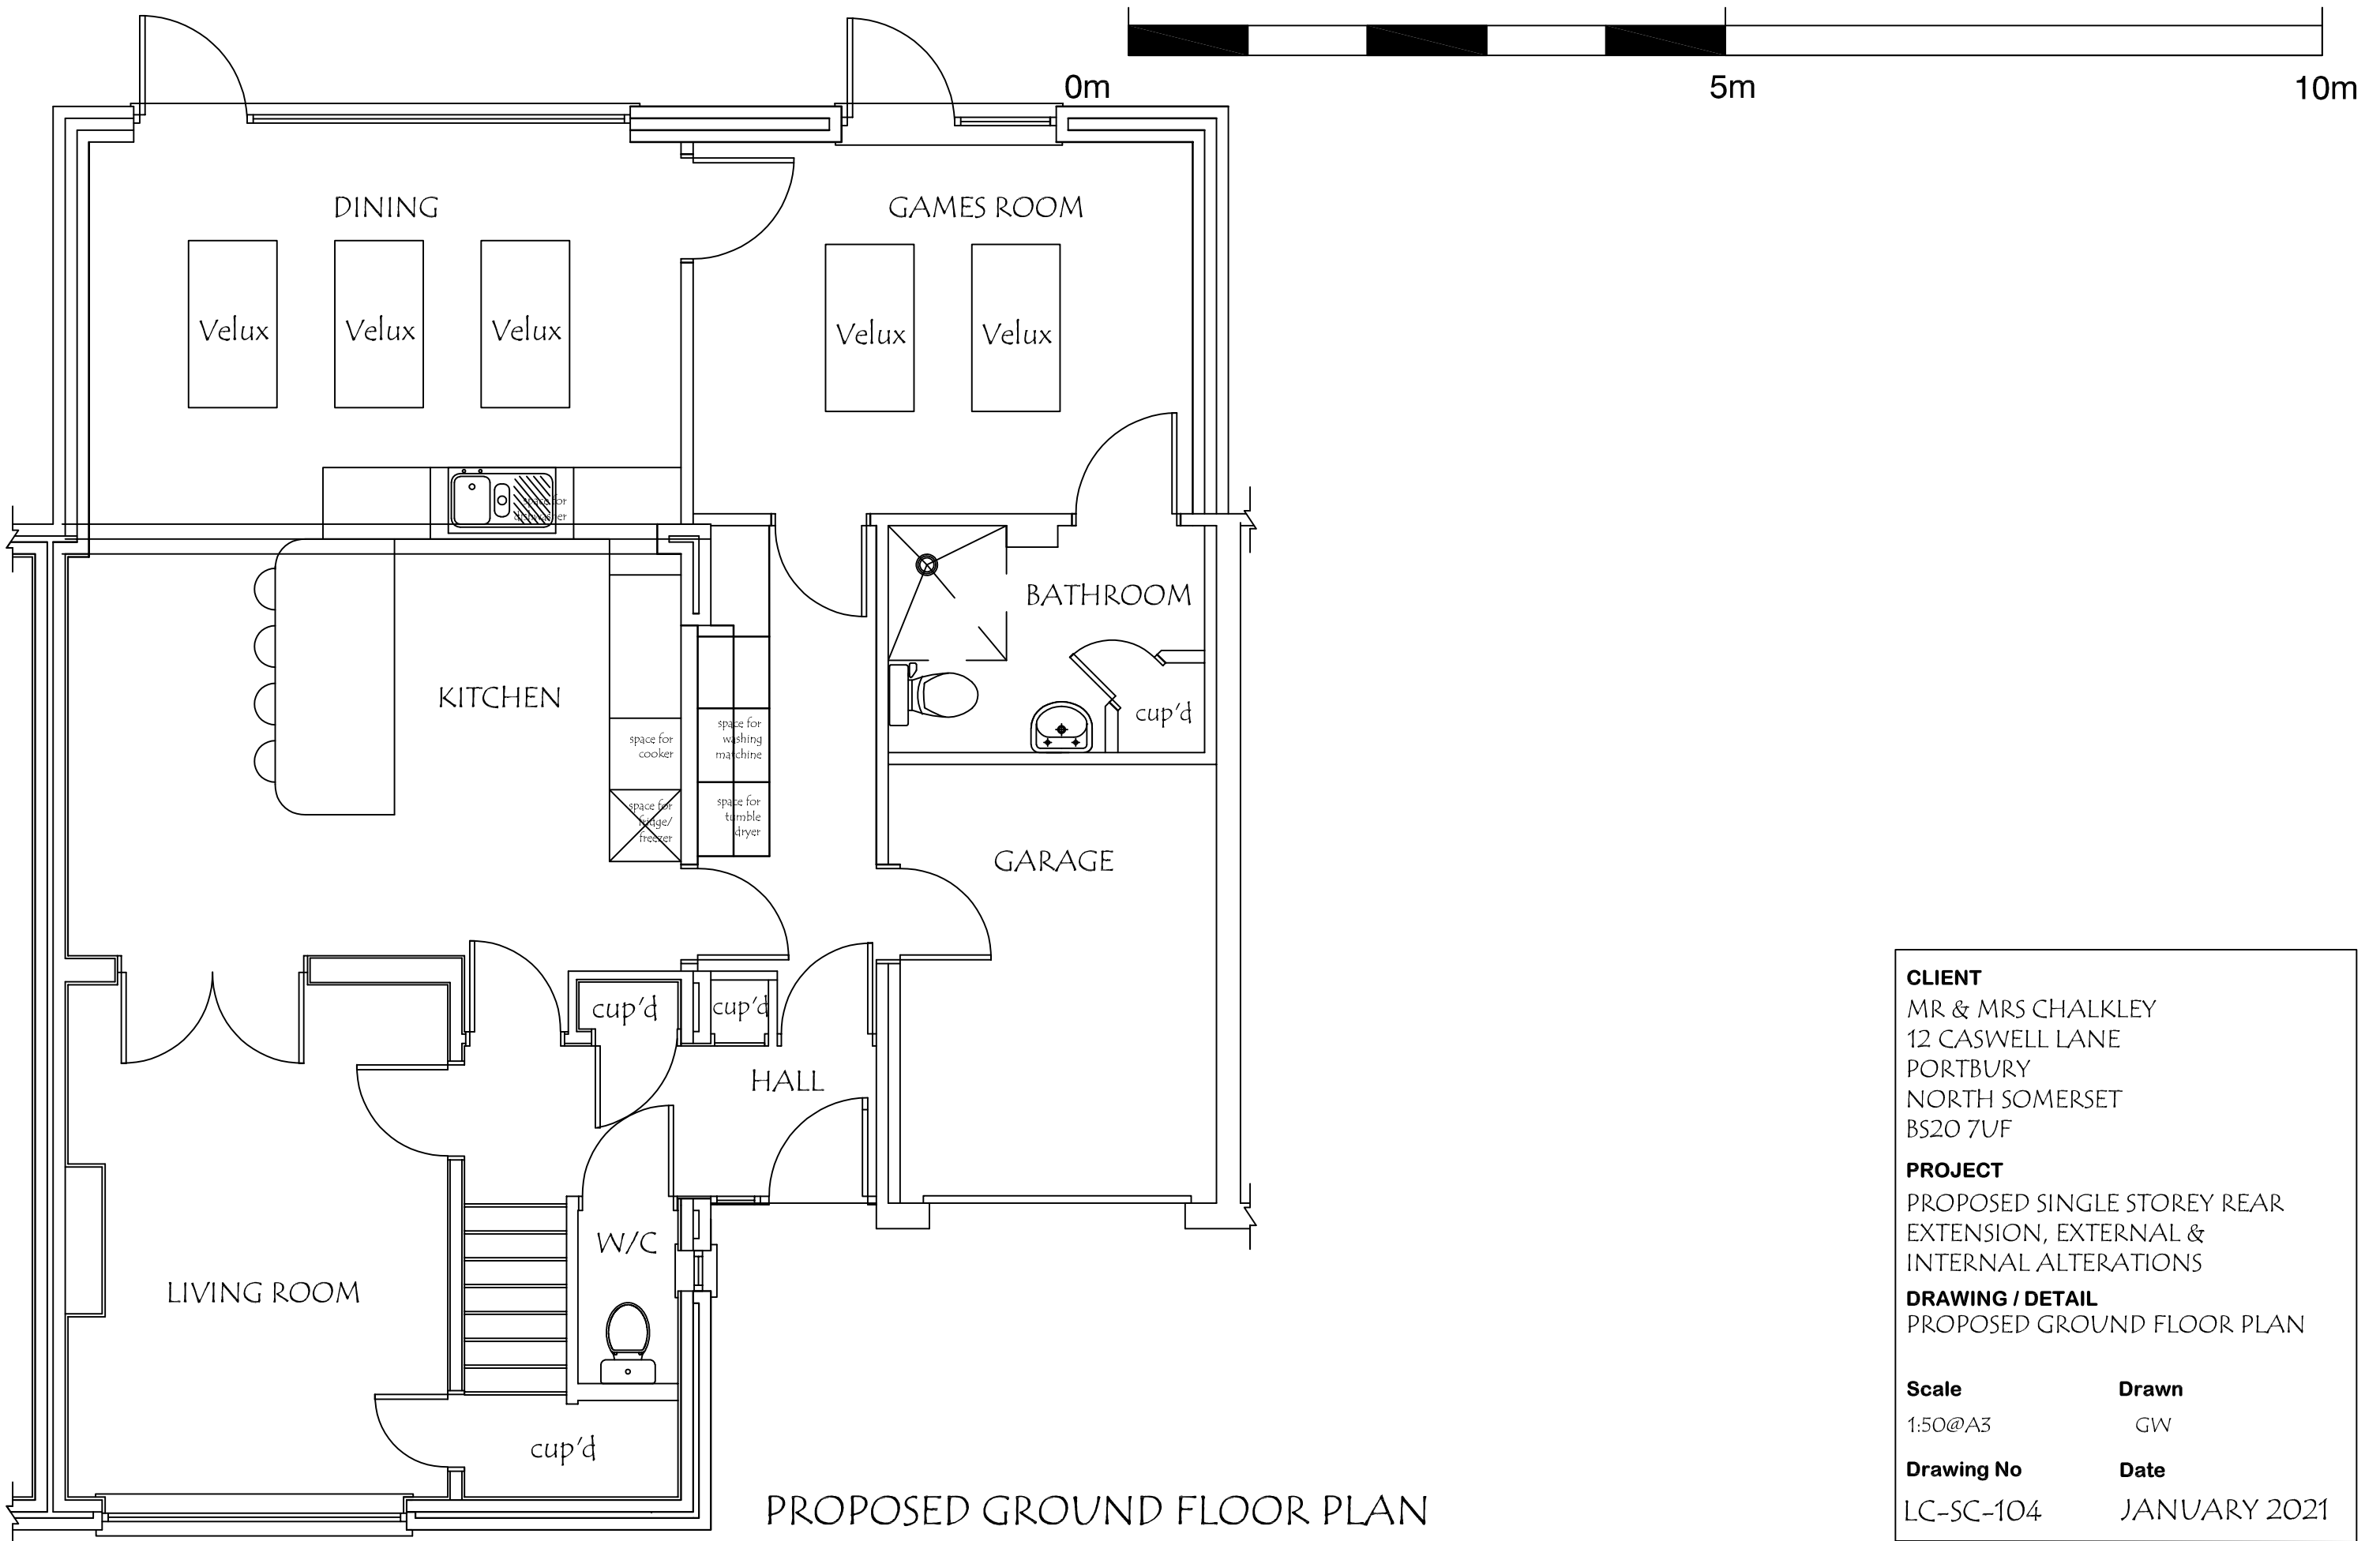 0m
5m
10m
DINING
GAMES ROOM
Velux
Velux
Velux
Velux
Velux
space for
dishwasher
BATHROOM
KITCHEN
cup'd
space for
cooker
space for
washing
machine
space for
fridge/
freezer
space for
tumble
dryer
GARAGE
cup'd
cup'd
HALL
W/C
LIVING ROOM
cup'd
PROPOSED GROUND FLOOR PLAN
CLIENT
MR & MRS CHALKLEY
12 CASWELL LANE
PORTBURY
NORTH SOMERSET
BS20 7UF
PROJECT
PROPOSED SINGLE STOREY REAR
EXTENSION, EXTERNAL &
INTERNAL ALTERATIONS
DRAWING / DETAIL
PROPOSED GROUND FLOOR PLAN
Scale Drawn
1:50@A3 GW
Drawing No Date
LC-SC-104 JANUARY 2021